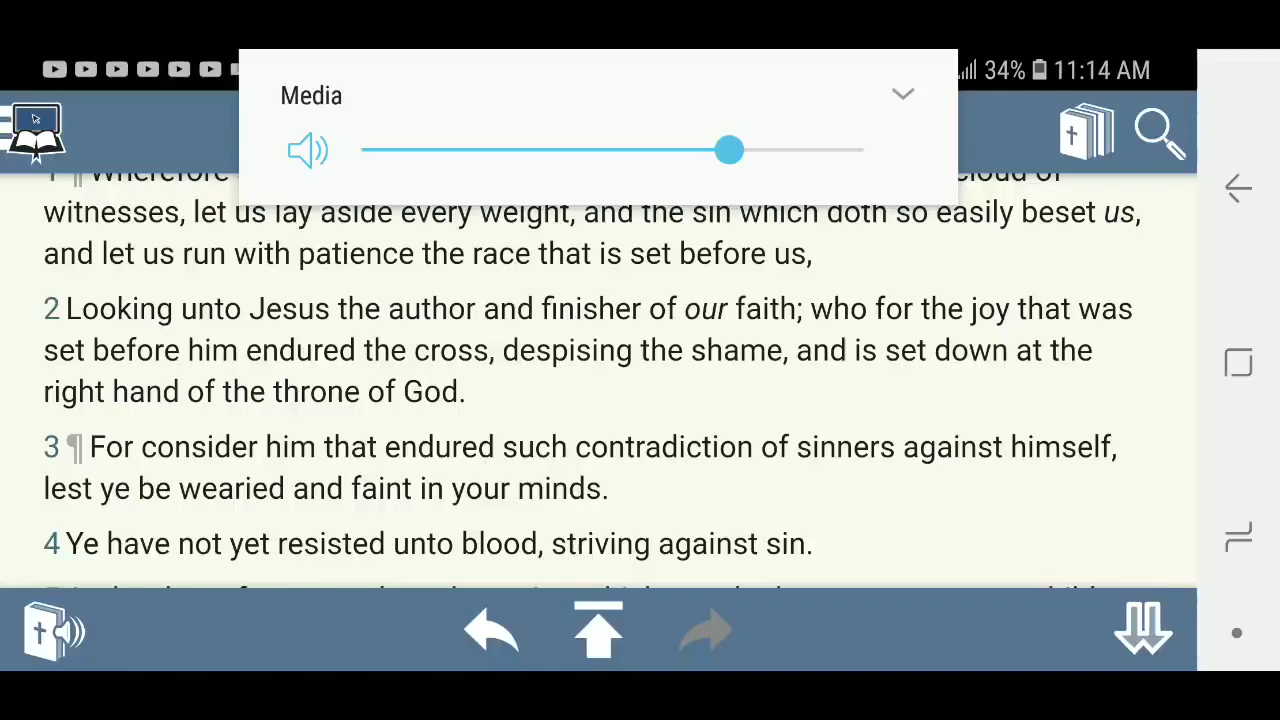 34% 11:14 AM
Media
1 ¶ Wherefore cloud of
witnesses, let us lay aside every weight, and the sin which doth so easily beset us,
and let us run with patience the race that is set before us,
2 Looking unto Jesus the author and finisher of our faith; who for the joy that was
set before him endured the cross, despising the shame, and is set down at the
right hand of the throne of God.
3 ¶ For consider him that endured such contradiction of sinners against himself,
lest ye be wearied and faint in your minds.
4 Ye have not yet resisted unto blood, striving against sin.